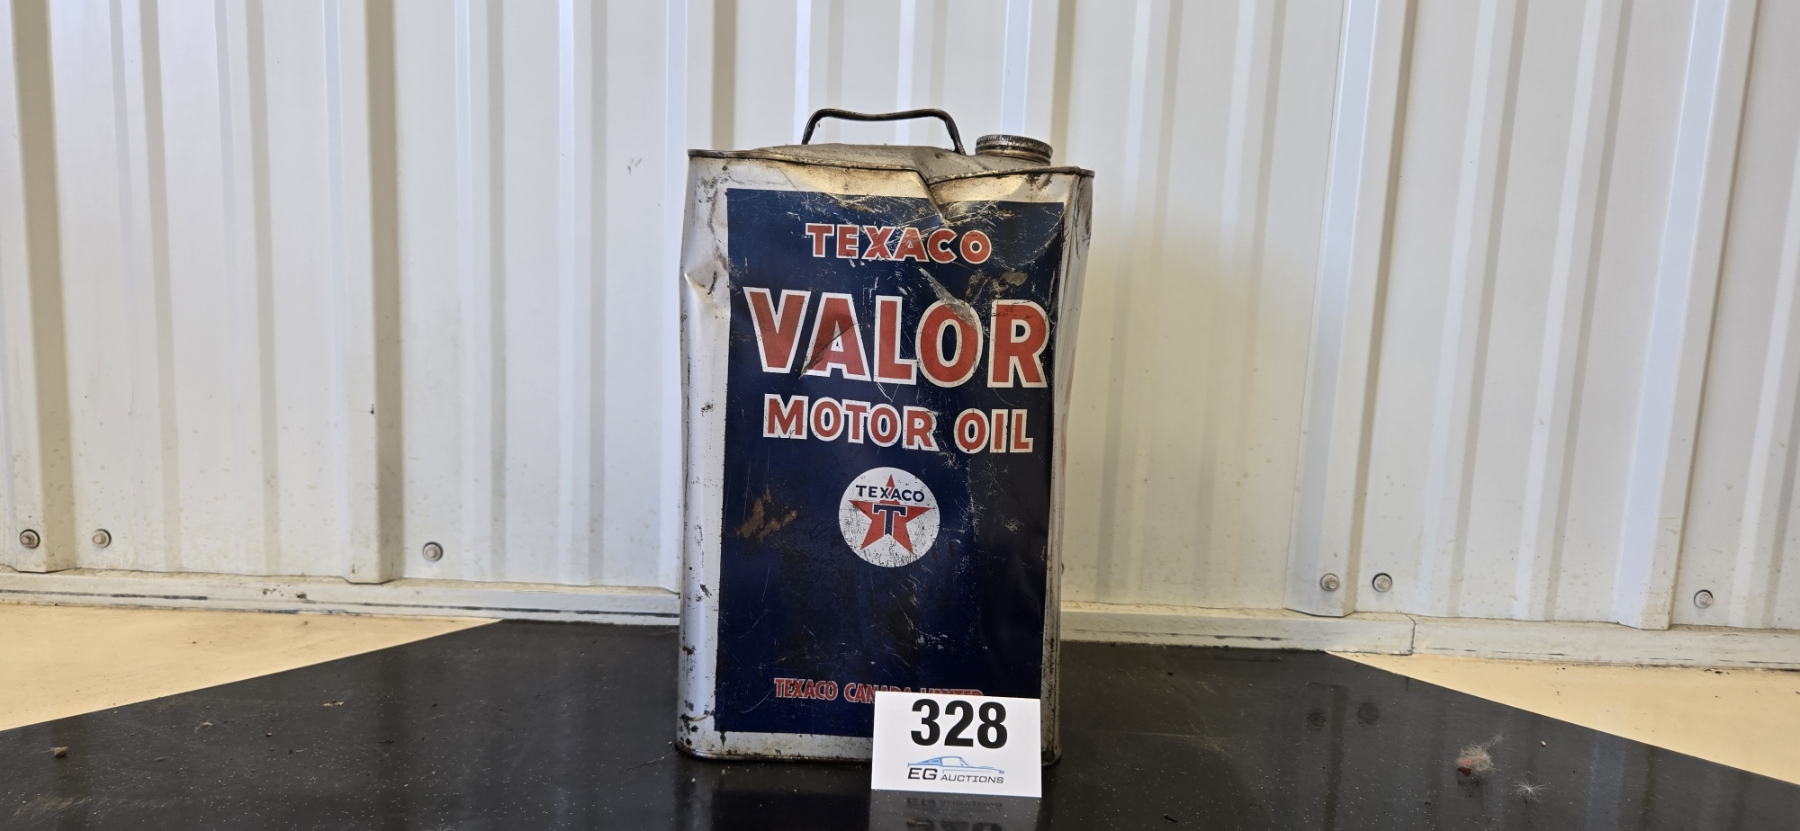 TEXACO
VALOR
MOTOR OIL
TEXACO
T
TEXACO CANADA LIMITED
328
EG AUCTIONS